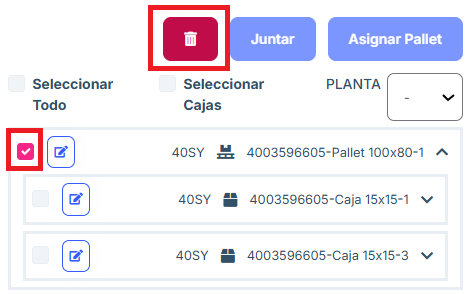 Juntar
Asignar Pallet
Seleccionar
Todo
Seleccionar
Cajas
PLANTA
-
40SY 4003596605-Pallet 100x80-1
40SY 4003596605-Caja 15x15-1
40SY 4003596605-Caja 15x15-3